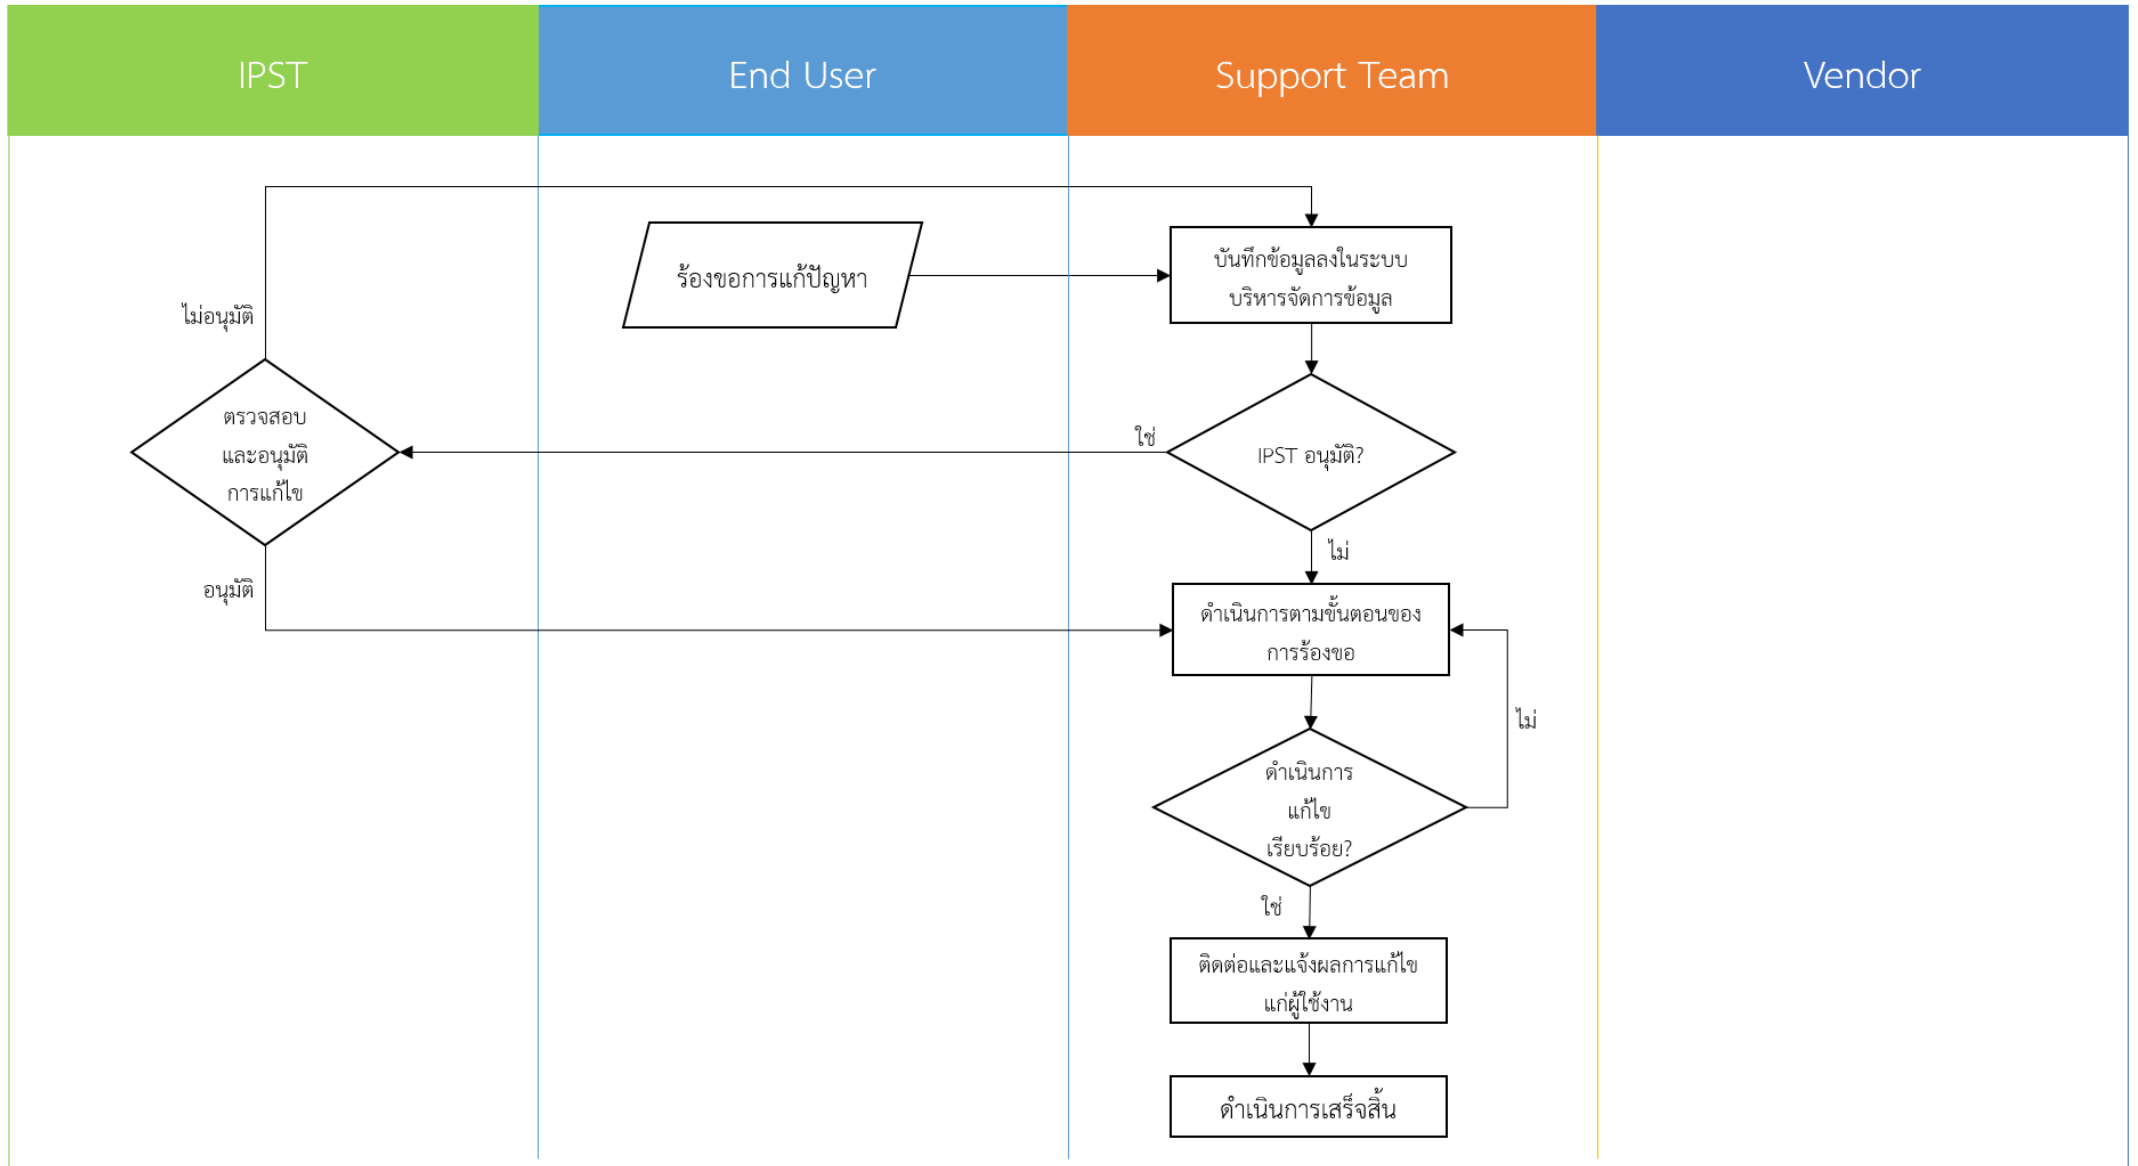 IPST
End User
Support Team
Vendor
ร้องขอการแก้ปัญหา
บันทึกข้อมูลลงในระบบ
บริหารจัดการข้อมูล
ไม่อนุมัติ
ตรวจสอบ
และอนุมัติ
การแก้ไข
ใช่
IPST อนุมัติ?
ไม่
อนุมัติ
ดำเนินการตามขั้นตอนของ
การร้องขอ
ไม่
ดำเนินการ
แก้ไข
เรียบร้อย?
ใช่
ติดต่อและแจ้งผลการแก้ไข
แก่ผู้ใช้งาน
ดำเนินการเสร็จสิ้น